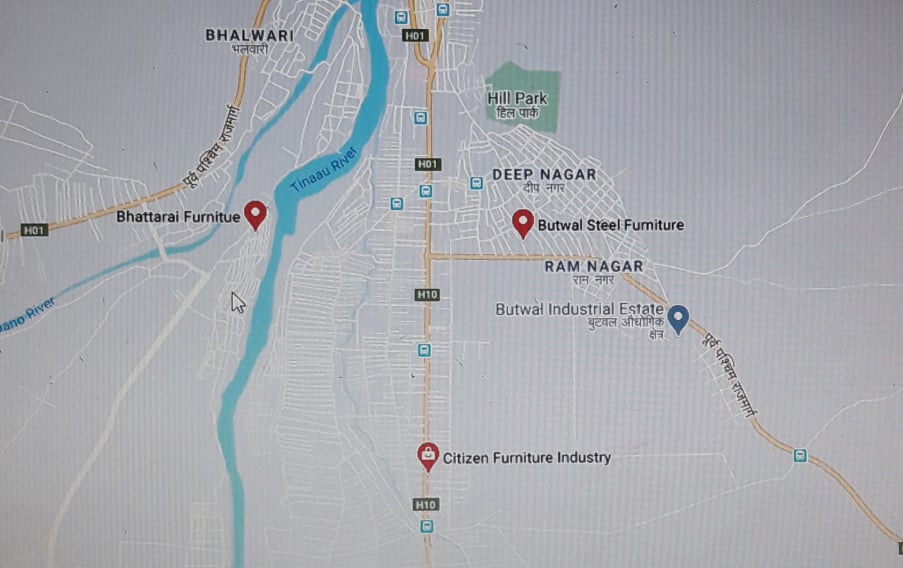 H01
BHALWARI
भलवारी
Hill Park
हिल पार्क
पूर्व पश्चिम राजमार्ग
H01
Tinaau River
DEEP NAGAR
दीप नगर
Bhattarai Furnitue
H01
Butwal Steel Furniture
RAM NAGAR
राम नगर
H10
ano River
Butwal Industrial Estate
बुटवल औधोगिक
क्षेत्र
पूर्व पश्चिम राजमार्ग
Citizen Furniture Industry
H10